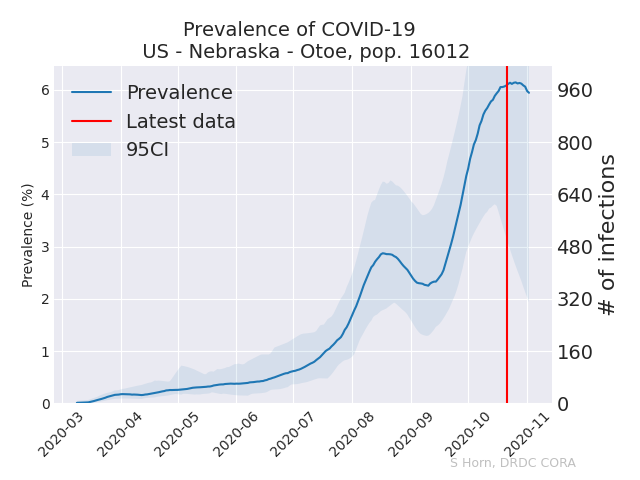 Prevalence of COVID-19
US - Nebraska - Otoe, pop. 16012
Prevalence
Latest data
95CI
Prevalence (%)
6
5
4
3
2
1
0
# of infections
960
800
640
480
320
160
0
2020-03
2020-04
2020-05
2020-06
2020-07
2020-08
2020-09
2020-10
2020-11
S Horn, DRDC CORA